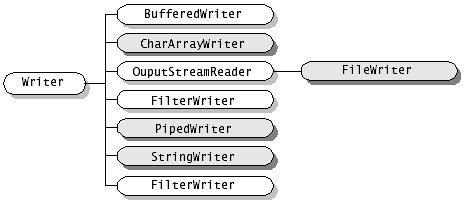 BufferedWriter
CharArrayWriter
OuputStreamReader
FileWriter
Writer
FilterWriter
PipedWriter
StringWriter
FilterWriter